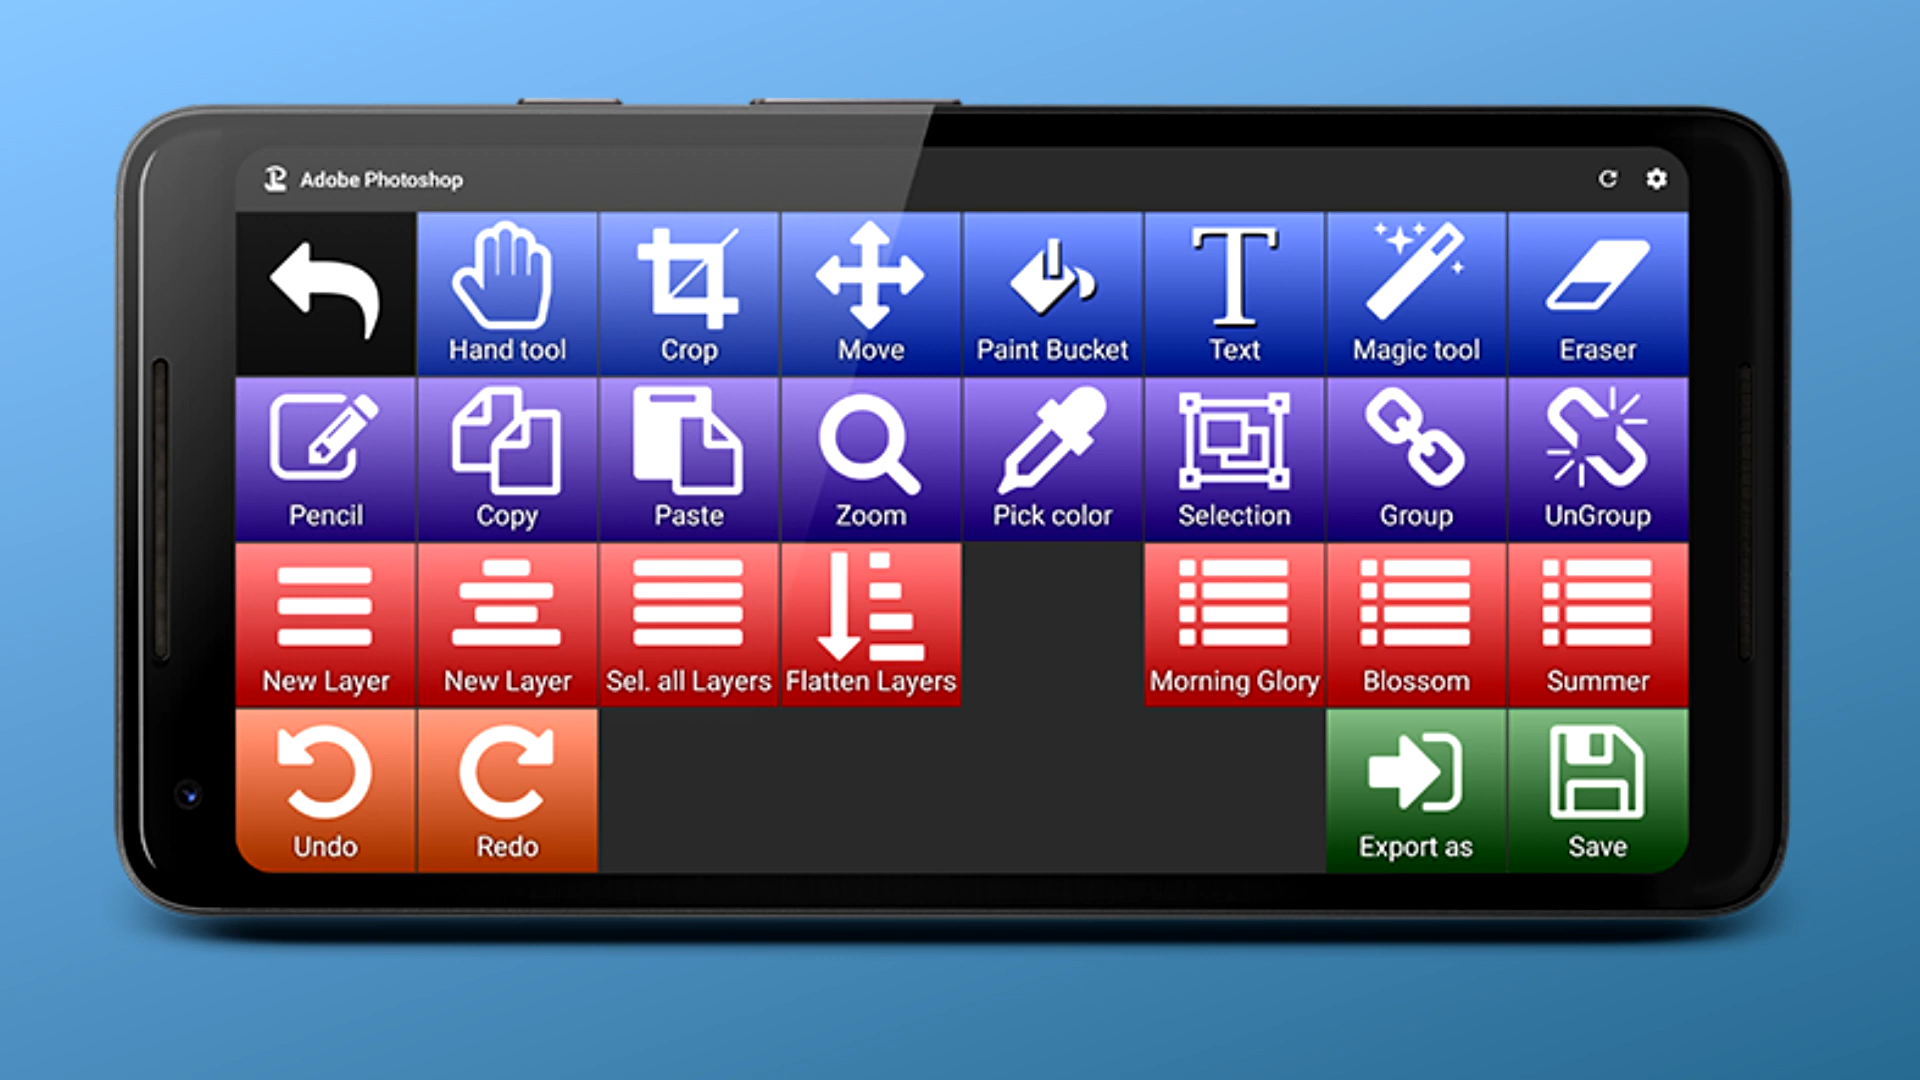 Adobe Photoshop
Hand tool
Crop
Move
Paint Bucket
Text
Magic tool
Eraser
Pencil
Copy
Paste
Zoom
Pick color
Selection
Group
UnGroup
New Layer
New Layer
Sel. all Layers
Flatten Layers
Morning Glory
Blossom
Summer
Undo
Redo
Export as
Save